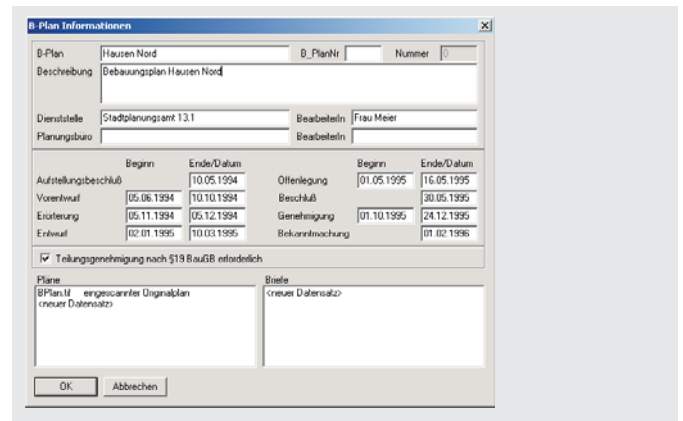 B-Plan Informationen
B-Plan Hausen Nord B_PlanNr Nummer 0
Beschreibung Bebauungsplan Hausen Nord
Dienststelle Stadtplanungsamt 13.1 BearbeiterIn Frau Meier
Planungsbüro BearbeiterIn
Beginn Ende/Datum Beginn Ende/Datum
Aufstellungsbeschluß 10.05.1994 Offenlegung 01.05.1995 16.05.1995
Vorentwurf 05.06.1994 10.10.1994 Beschluß 30.05.1995
Erörterung 05.11.1994 05.12.1994 Genehmigung 01.10.1995 24.12.1995
Entwurf 02.01.1995 10.03.1995 Bekanntmachung 01.02.1996
Teilungsgenehmigung nach §19 BauGB erforderlich
Pläne Briefe
BPlan.tif eingescannter Originalplan <neuer Datensatz>
<neuer Datensatz>
OK Abbrechen